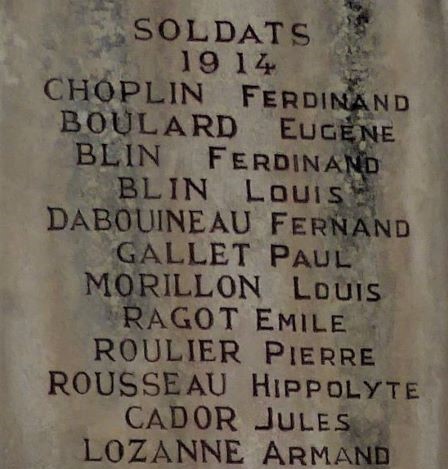 SOLDATS
1914
CHOPLIN FERDINAND
BOULARD EUGENE
BLIN FERDINAND
BLIN LOUIS
DABOUINEAU FERNAND
GALLET PAUL
MORILLON LOUIS
RAGOT EMILE
ROULIER PIERRE
ROUSSEAU HIPPOLYTE
CADOR JULES
LOZANNE ARMAND